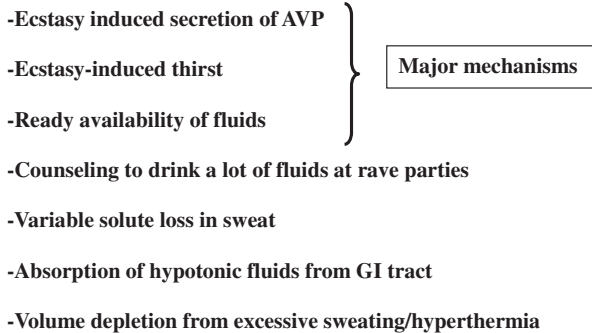 -Ecstasy induced secretion of AVP
-Ecstasy-induced thirst
Major mechanisms
-Ready availability of fluids
-Counseling to drink a lot of fluids at rave parties
-Variable solute loss in sweat
-Absorption of hypotonic fluids from GI tract
-Volume depletion from excessive sweating/hyperthermia